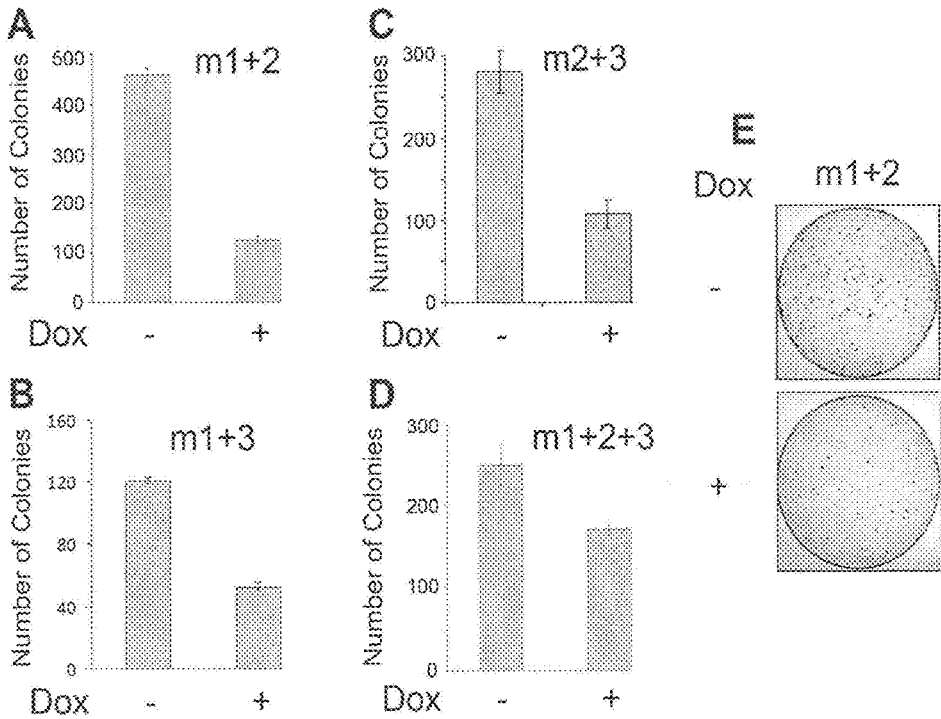 A
m1+2
Number of Colonies
500
400
300
200
100
0
Dox - +
B
m1+3
Number of Colonies
160
120
80
40
0
Dox - +
C
m2+3
Number of Colonies
300
200
100
0
Dox - +
D
m1+2+3
Number of Colonies
300
200
100
0
Dox - +
E
Dox m1+2
-
+